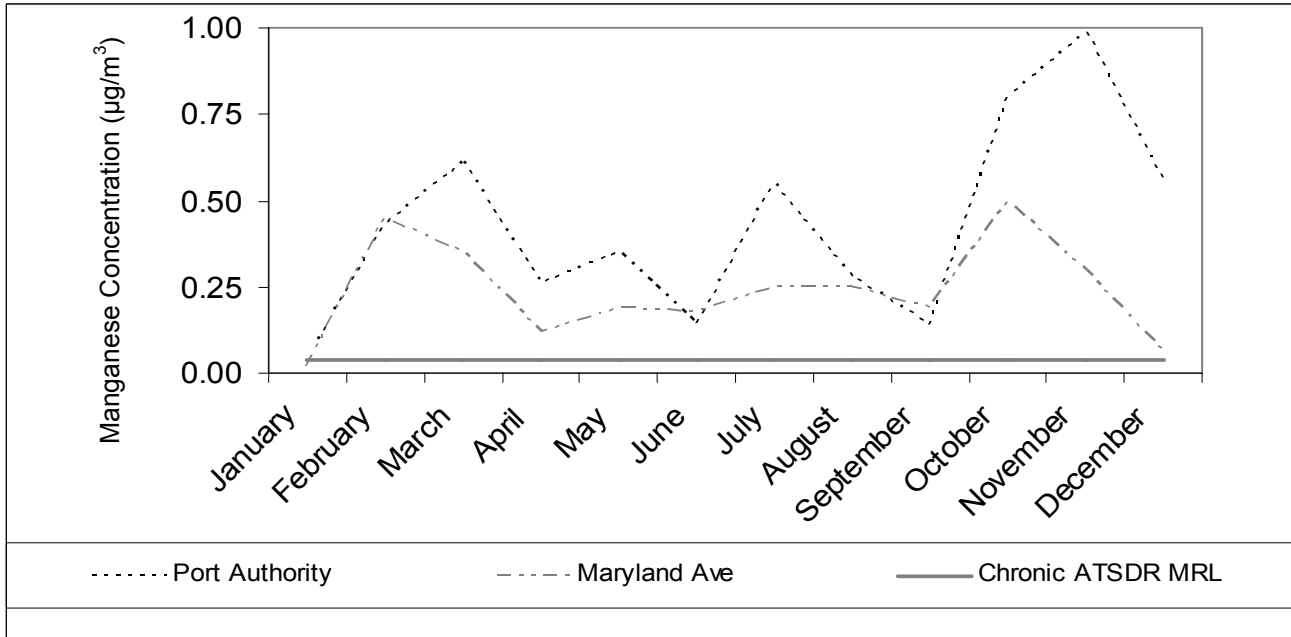 Manganese Concentration (µg/m³)
1.00
0.75
0.50
0.25
0.00
January
February
March
April
May
June
July
August
September
October
November
December
Port Authority
Maryland Ave
Chronic ATSDR MRL